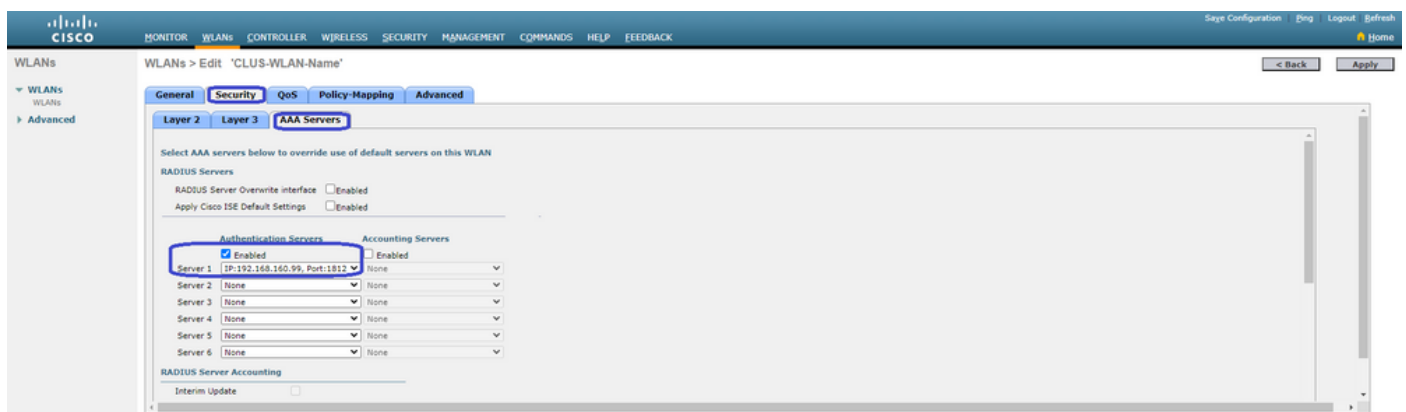 Save Configuration Ping Logout Refresh
CISCO MONITOR WLANs CONTROLLER WIRELESS SECURITY MANAGEMENT COMMANDS HELP FEEDBACK Home
WLANs WLANs > Edit 'CLUS-WLAN-Name' < Back Apply
WLANs
WLANs
Advanced
General Security QoS Policy-Mapping Advanced
Layer 2 Layer 3 AAA Servers
Select AAA servers below to override use of default servers on this WLAN
RADIUS Servers
RADIUS Server Overwrite interface Enabled
Apply Cisco ISE Default Settings Enabled
Authentication Servers Accounting Servers
Enabled Enabled
Server 1 IP:192.168.160.99, Port:1812 None
Server 2 None None
Server 3 None None
Server 4 None None
Server 5 None None
Server 6 None None
RADIUS Server Accounting
Interim Update